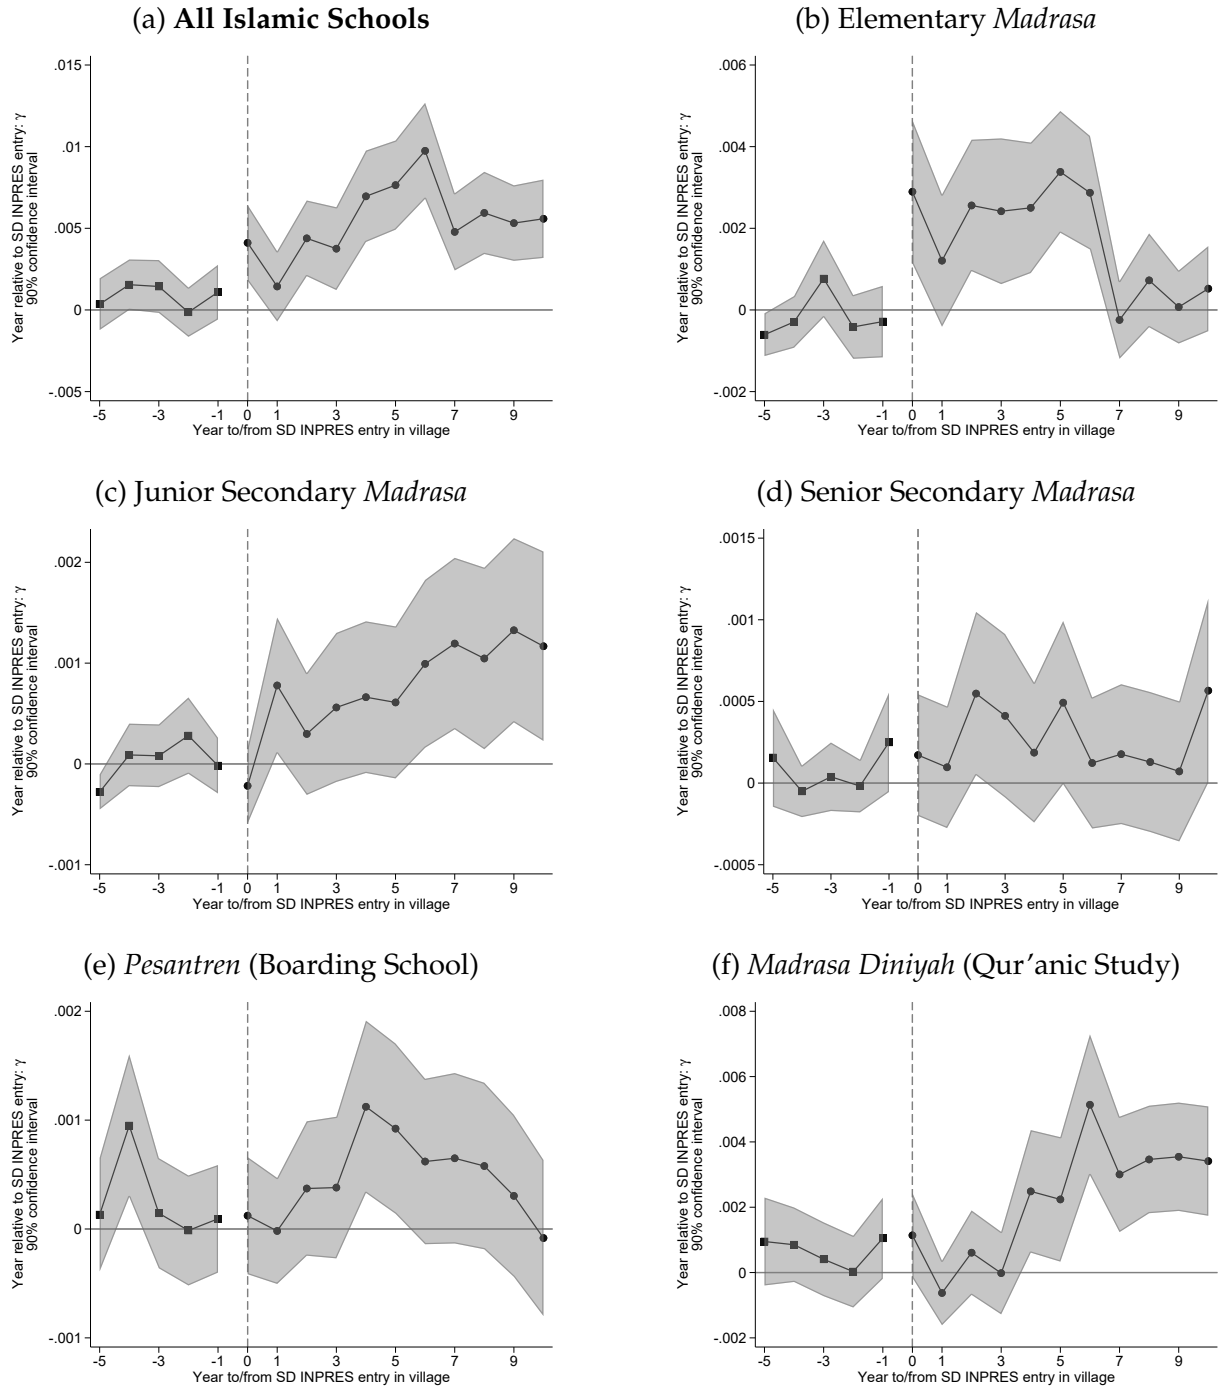 (a) All Islamic Schools
Year relative to SD INPRES entry: γ
90% confidence interval
.015
.01
.005
0
-.005
-5 -3 -1 0 1 3 5 7 9
Year to/from SD INPRES entry in village
(b) Elementary Madrasa
Year relative to SD INPRES entry: γ
90% confidence interval
.006
.004
.002
0
-.002
-5 -3 -1 0 1 3 5 7 9
Year to/from SD INPRES entry in village
(c) Junior Secondary Madrasa
Year relative to SD INPRES entry: γ
90% confidence interval
.002
.001
0
-.001
-5 -3 -1 0 1 3 5 7 9
Year to/from SD INPRES entry in village
(d) Senior Secondary Madrasa
Year relative to SD INPRES entry: γ
90% confidence interval
.0015
.001
.0005
0
-.0005
-5 -3 -1 0 1 3 5 7 9
Year to/from SD INPRES entry in village
(e) Pesantren (Boarding School)
Year relative to SD INPRES entry: γ
90% confidence interval
.002
.001
0
-.001
-5 -3 -1 0 1 3 5 7 9
Year to/from SD INPRES entry in village
(f) Madrasa Diniyah (Qur'anic Study)
Year relative to SD INPRES entry: γ
90% confidence interval
.008
.006
.004
.002
0
-.002
-5 -3 -1 0 1 3 5 7 9
Year to/from SD INPRES entry in village